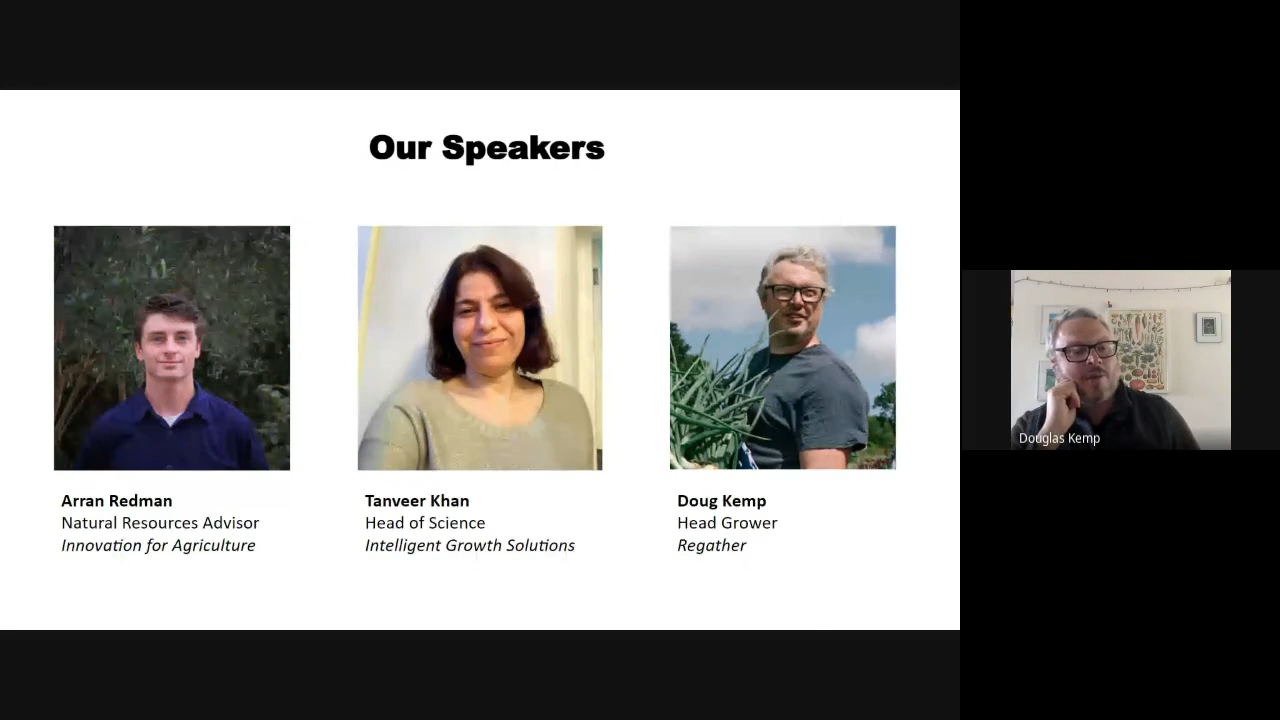 Our Speakers
Arran Redman
Natural Resources Advisor
Innovation for Agriculture
Tanveer Khan
Head of Science
Intelligent Growth Solutions
Doug Kemp
Head Grower
Regather
Douglas Kemp